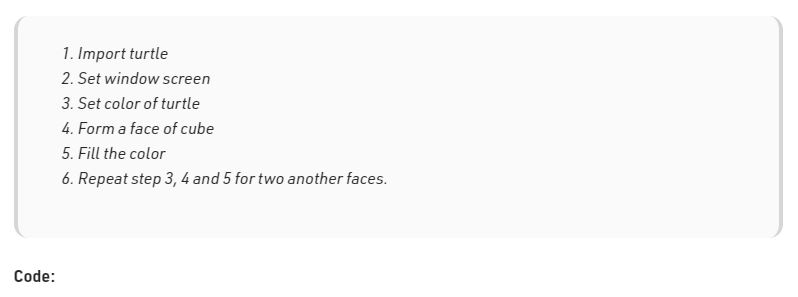 1. Import turtle
2. Set window screen
3. Set color of turtle
4. Form a face of cube
5. Fill the color
6. Repeat step 3, 4 and 5 for two another faces.
Code: